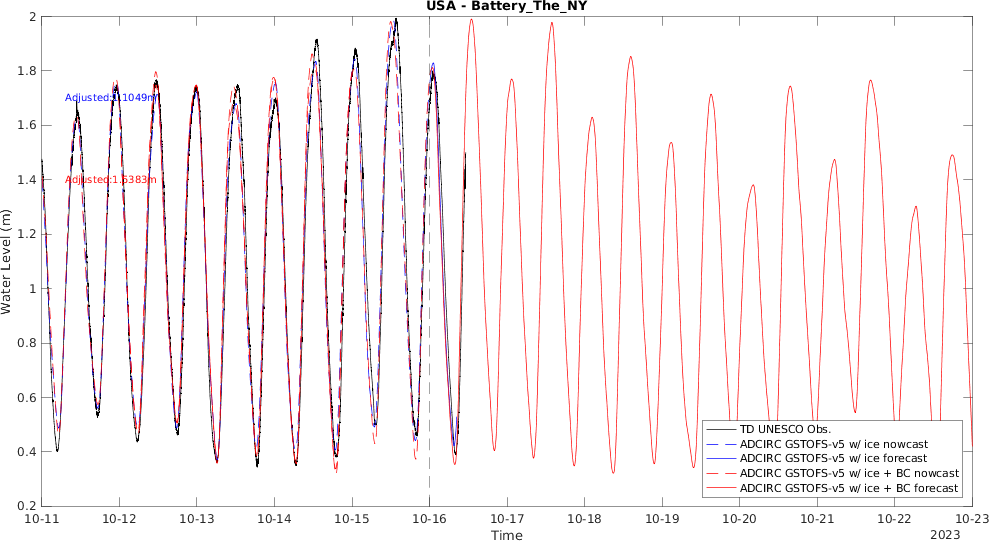 USA - Battery_The_NY
2
1.8
1.6
1.4
1.2
1
0.8
0.6
0.4
0.2
Water Level (m)
Adjusted:1.6383m
TD UNESCO Obs.
ADCIRC GSTOFS-v5 w/ ice nowcast
ADCIRC GSTOFS-v5 w/ ice forecast
ADCIRC GSTOFS-v5 w/ ice + BC nowcast
ADCIRC GSTOFS-v5 w/ ice + BC forecast
10-11 10-12 10-13 10-14 10-15 10-16 10-17 10-18 10-19 10-20 10-21 10-22 10-23
Time
2023